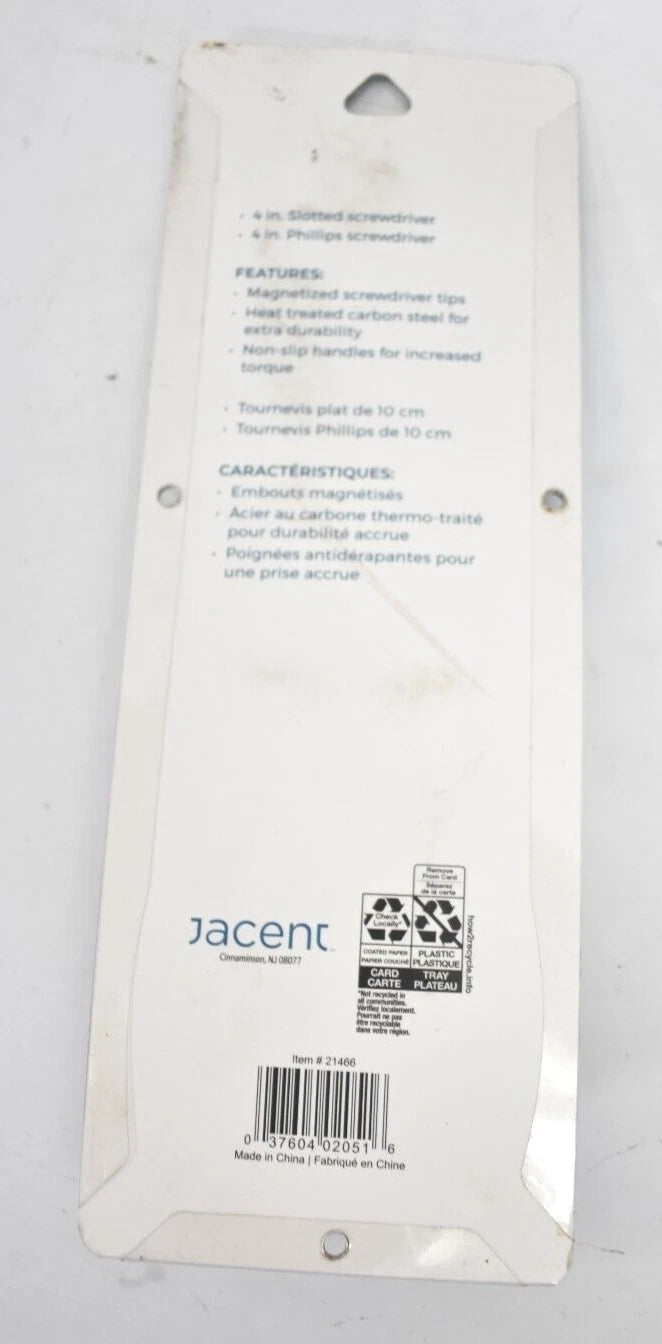 • 4 in. Slotted screwdriver
• 4 in. Phillips screwdriver
FEATURES:
• Magnetized screwdriver tips
• Heat treated carbon steel for
extra durability
• Non-slip handles for increased
torque
• Tournevis plat de 10 cm
• Tournevis Phillips de 10 cm
CARACTÉRISTIQUES:
• Embouts magnétisés
• Acier au carbone thermo-traité
pour durabilité accrue
• Poignées antidérapantes pour
une prise accrue
Jacent
Cinnaminson, NJ 08077
Remove
From Card
Séparez
de la carte
Check
Locally*
COATED PAPER
PAPIER COUCHÉ
CARD
CARTE
PLASTIC
PLASTIQUE
TRAY
PLATEAU
how2recycle.info
*Not recycled in
all communities.
Vérifiez localement.
Pourrait ne pas
être recyclable
dans votre région.
Item # 21466
0 37604 02051 6
Made in China | Fabriqué en Chine